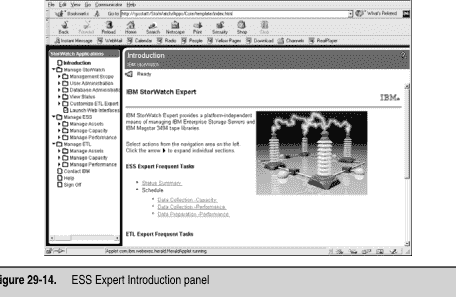 File Edit View Go Communicator Help
Bookmarks Go to What's Related
Back Forward Reload Home Search Netscape Print Security Shop Stop
Instant Message WebMail Calendar Radio People Yellow Pages Download Channels RealPlayer
StorWatch Applications
Introduction
Manage StorWatch
Management Scope
User Administration
Database Administrati
View Status
Customize ETL Expert
Launch Web Interfaces
Manage ESS
Manage Assets
Manage Capacity
Manage Performance
Manage ETL
Manage Assets
Manage Capacity
Manage Performance
Contact IBM
Help
Sign Off
Introduction
Ready
IBM StorWatch Expert
IBM
IBM StorWatch Expert provides a platform-independent
means of managing IBM Enterprise Storage Servers and
IBM Magstar 3494 tape libraries
Select actions from the navigation area on the left.
Click the arrow to expand individual sections.
ESS Expert Frequent Tasks
Status Summary
Schedule
Data Collection -Capacity
Data Collection -Performance
Data Preparation -Performance
ETL Expert Frequent Tasks
igure 29-14. ESS Expert Introduction panel